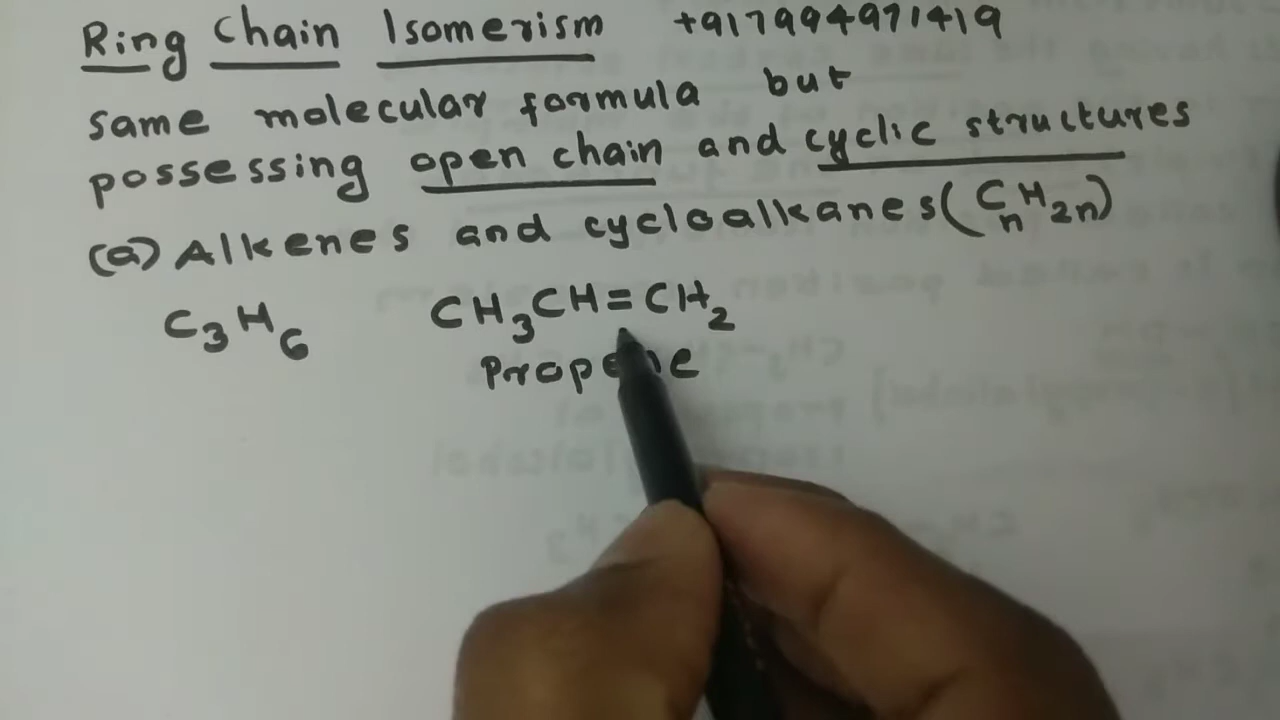 Ring Chain Isomerism +917994971419
same molecular formula but
possessing open chain and cyclic structures
(a) Alkenes and cycloalkanes (CnH2n)
C3H6 CH3CH=CH2
Propene